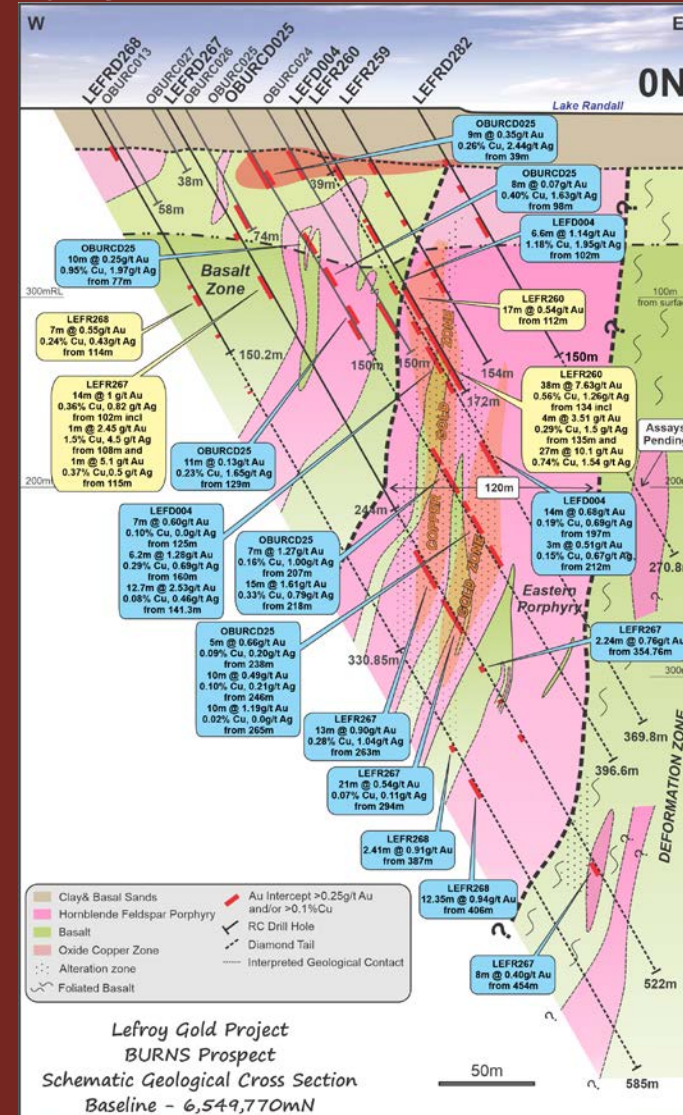 W
E
0N
LEFRD268
OBURC013
OBURC027
LEFRD267
OBURC026
OBURC025
OBURCD025
OBURC024
LEFD004
LEFR260
LEFR259
LEFRD282
Lake Randall
OBURCD025
9m @ 0.35g/t Au
0.26% Cu, 2.44g/t Ag
from 39m
OBURCD25
8m @ 0.07g/t Au
0.40% Cu, 1.63g/t Ag
from 98m
LEFD004
6.6m @ 1.14g/t Au
1.18% Cu, 1.95g/t Ag
from 102m
38m
39m
58m
74m
OBURCD25
10m @ 0.25g/t Au
0.95% Cu, 1.97g/t Ag
from 77m
Basalt
Zone
300mRL
100m
from surfac
LEFR260
17m @ 0.54g/t Au
from 112m
LEFR268
7m @ 0.55g/t Au
0.24% Cu, 0.43g/t Ag
from 114m
150.2m
150m
150m
154m
150m
172m
LEFR267
14m @ 1 g/t Au
0.36% Cu, 0.82 g/t Ag
from 102m incl
1m @ 2.45 g/t Au
1.5% Cu, 4.5 g/t Ag
from 108m and
1m @ 5.1 g/t Au
0.37% Cu,0.5 g/t Ag
from 115m
LEFR260
38m @ 7.63g/t Au
0.56% Cu, 1.26g/t Ag
from 134 incl
4m @ 3.51 g/t Au
0.29% Cu, 1.5 g/t Ag
from 135m and
27m @ 10.1 g/t Au
0.74% Cu, 1.54 g/t Ag
Assays
Pending
OBURCD25
11m @ 0.13g/t Au
0.23% Cu, 1.65g/t Ag
from 129m
200m
120m
244m
COPPER GOLD ZONE
GOLD ZONE
LEFD004
7m @ 0.60g/t Au
0.10% Cu, 0.0g/t Ag
from 125m
6.2m @ 1.28g/t Au
0.29% Cu, 0.69g/t Ag
from 160m
12.7m @ 2.53g/t Au
0.08% Cu, 0.46g/t Ag
from 141.3m
OBURCD25
7m @ 1.27g/t Au
0.16% Cu, 1.00g/t Ag
from 207m
15m @ 1.61g/t Au
0.33% Cu, 0.79g/t Ag
from 218m
LEFD004
14m @ 0.68g/t Au
0.19% Cu, 0.69g/t Ag
from 197m
3m @ 0.51g/t Au
0.15% Cu, 0.67g/t Ag,
from 212m
270.8m
Eastern
Porphyry
OBURCD25
5m @ 0.66g/t Au
0.09% Cu, 0.20g/t Ag
from 238m
10m @ 0.49g/t Au
0.10% Cu, 0.21g/t Ag
from 246m
10m @ 1.19g/t Au
0.02% Cu, 0.0g/t Ag
from 265m
LEFR267
2.24m @ 0.76g/t Au
from 354.76m
300m
330.85m
LEFR267
13m @ 0.90g/t Au
0.28% Cu, 1.04g/t Ag
from 263m
369.8m
396.6m
LEFR267
21m @ 0.54g/t Au
0.07% Cu, 0.11g/t Ag
from 294m
DEFORMATION ZONE
LEFR268
2.41m @ 0.91g/t Au
from 387m
LEFR268
12.35m @ 0.94g/t Au
from 406m
LEFR267
8m @ 0.40g/t Au
from 454m
522m
585m
Clay& Basal Sands
Hornblende Feldspar Porphyry
Basalt
Oxide Copper Zone
Alteration zone
Foliated Basalt
Au Intercept >0.25g/t Au
and/or >0.1%Cu
RC Drill Hole
Diamond Tail
Interpreted Geological Contact
Lefroy Gold Project
BURNS Prospect
Schematic Geological Cross Section
Baseline - 6,549,770mN
50m